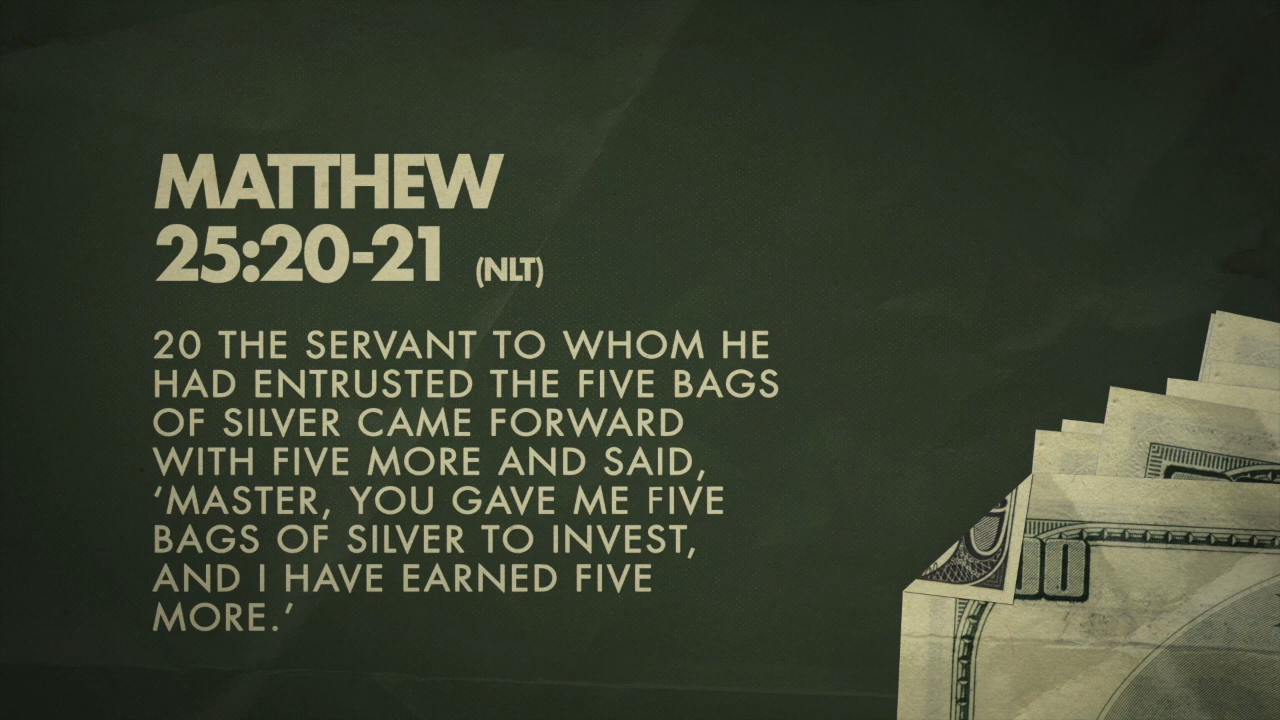 MATTHEW
25:20-21 (NLT)
20 THE SERVANT TO WHOM HE
HAD ENTRUSTED THE FIVE BAGS
OF SILVER CAME FORWARD
WITH FIVE MORE AND SAID,
‘MASTER, YOU GAVE ME FIVE
BAGS OF SILVER TO INVEST,
AND I HAVE EARNED FIVE
MORE.’